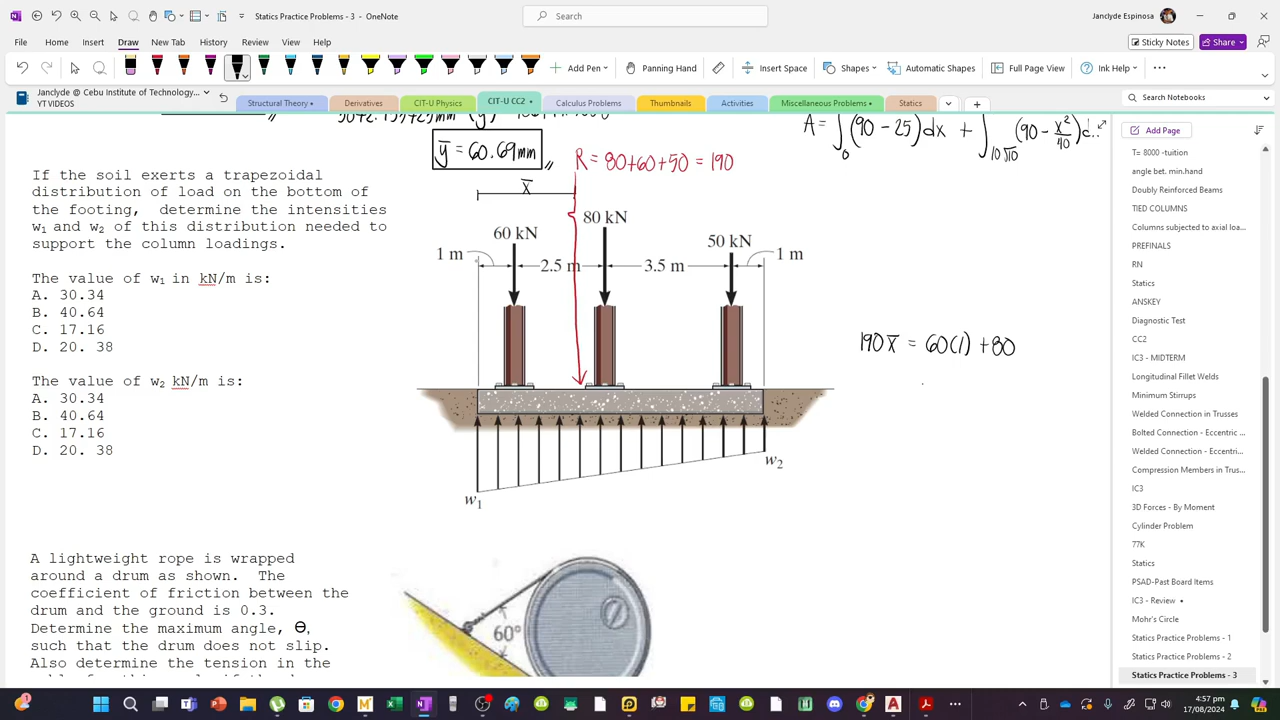 Statics Practice Problems - 3 - OneNote
Search
Janclyde Espinosa
File Home Insert Draw New Tab History Review View Help
Sticky Notes Share
Add Pen Panning Hand Insert Space Shapes Automatic Shapes Full Page View Ink Help
Janclyde @ Cebu Institute of Technology...
YT VIDEOS
Structural Theory Derivatives CIT-U Physics CIT-U CC2 Calculus Problems Thumbnails Activities Miscellaneous Problems Statics
Search Notebooks
Add Page
T= 8000 -tuition
angle bet. min.hand
Doubly Reinforced Beams
TIED COLUMNS
Columns subjected to axial loa...
PREFINALS
RN
Statics
ANSKEY
Diagnostic Test
CC2
IC3 - MIDTERM
Longitudinal Fillet Welds
Minimum Stirrups
Welded Connection in Trusses
Bolted Connection - Eccentric ...
Welded Connection - Eccentri...
Compression Members in Trus...
IC3
3D Forces - By Moment
Cylinder Problem
77K
Statics
PSAD-Past Board Items
IC3 - Review
Mohr's Circle
Statics Practice Problems - 1
Statics Practice Problems - 2
Statics Practice Problems - 3
A = ∫0 (90 - 25)dx + ∫10√10 (90 - x²/40)d
ȳ = 60.69mm
If the soil exerts a trapezoidal
distribution of load on the bottom of
the footing, determine the intensities
w1 and w2 of this distribution needed to
support the column loadings.
The value of w1 in kN/m is:
A. 30.34
B. 40.64
C. 17.16
D. 20. 38
The value of w2 kN/m is:
A. 30.34
B. 40.64
C. 17.16
D. 20. 38
R = 80+60+50 = 190
x̄
80 kN
60 kN
50 kN
1 m 2.5 m 3.5 m 1 m
w1
w2
190 x̄ = 60(1) + 80
A lightweight rope is wrapped
around a drum as shown. The
coefficient of friction between the
drum and the ground is 0.3.
Determine the maximum angle, Θ
such that the drum does not slip.
Also determine the tension in the
60°
4:57 pm
17/08/2024